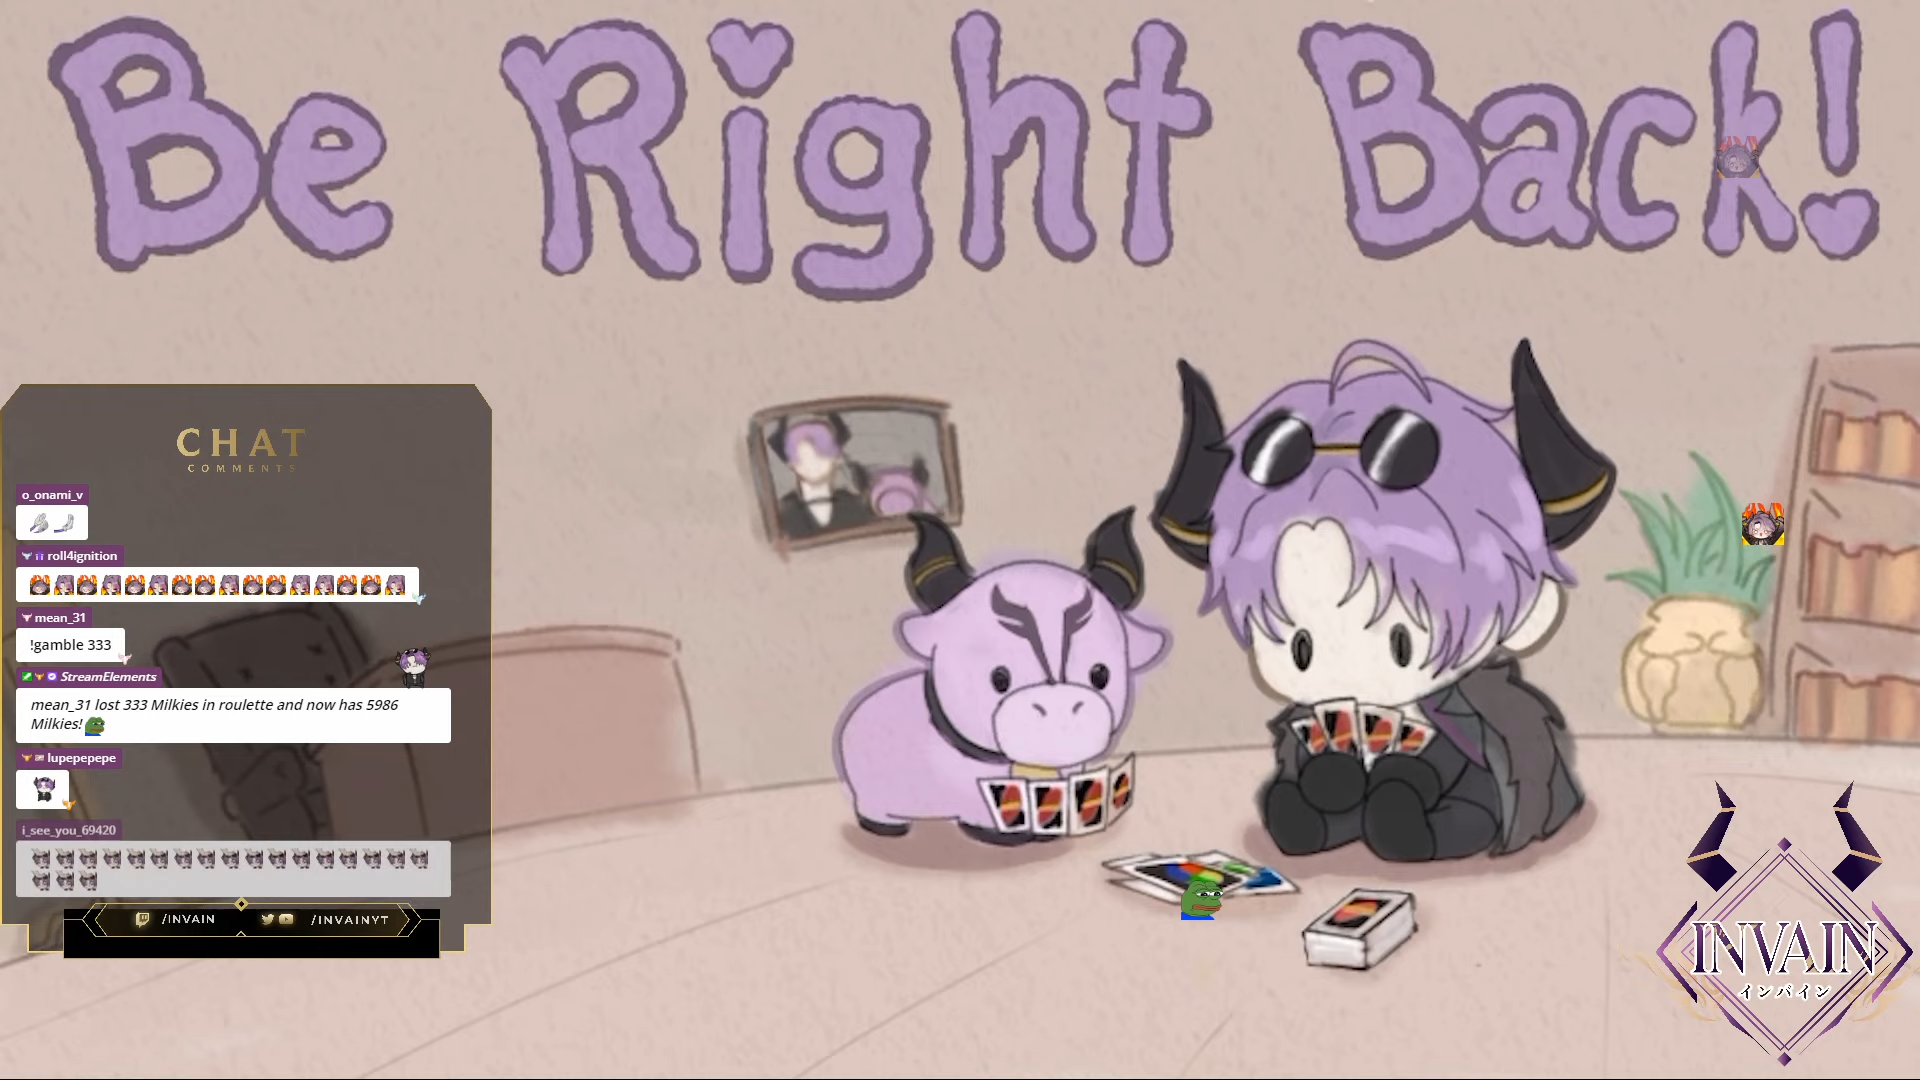 Be Right Back!
CHAT
COMMENTS
o_onami_v
roll4ignition
mean_31
!gamble 333
StreamElements
mean_31 lost 333 Milkies in roulette and now has 5986
Milkies!
lupepepepe
i_see_you_69420
/INVAIN
/INVAINYT
INVAIN
インバイン